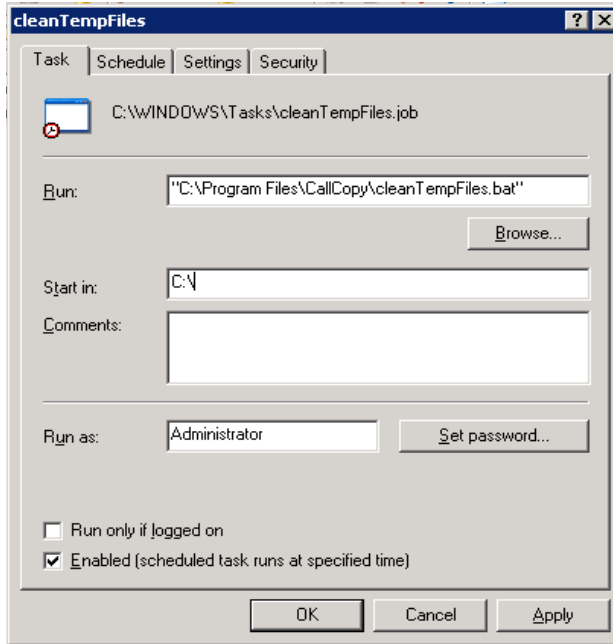 cleanTempFiles
Task Schedule Settings Security
C:\WINDOWS\Tasks\cleanTempFiles.job
Run: "C:\Program Files\CallCopy\cleanTempFiles.bat"
Browse...
Start in: C:\
Comments:
Run as: Administrator Set password...
Run only if logged on
Enabled (scheduled task runs at specified time)
OK Cancel Apply